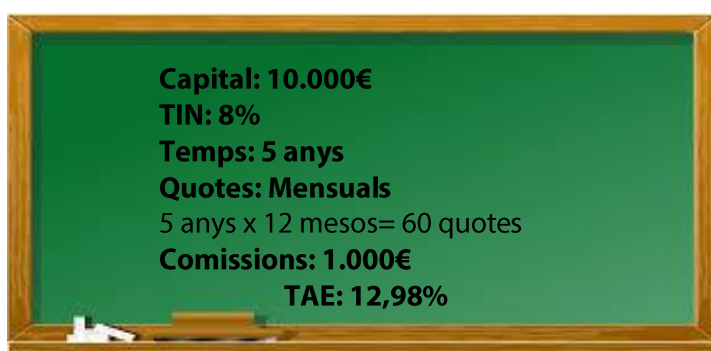 Capital: 10.000€
TIN: 8%
Temps: 5 anys
Quotes: Mensuals
5 anys x 12 mesos= 60 quotes
Comissions: 1.000€
TAE: 12,98%